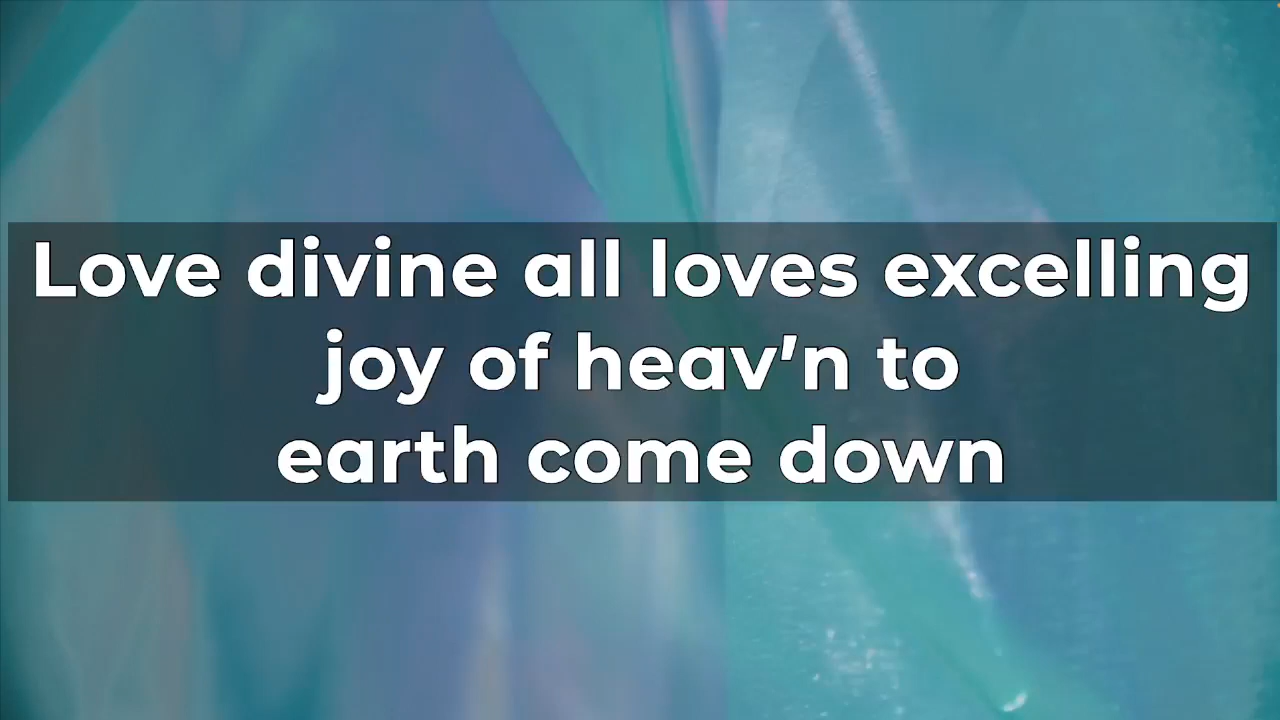 Love divine all loves excelling
joy of heav’n to
earth come down